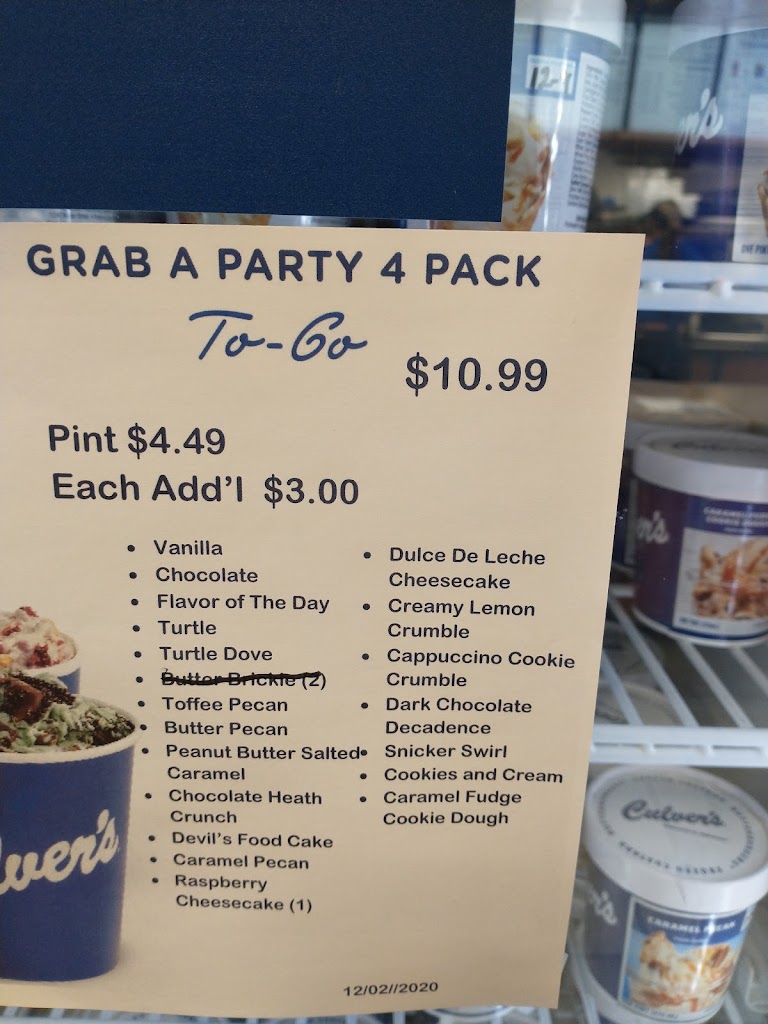 12-4
GRAB A PARTY 4 PACK
To-Go
$10.99
Pint $4.49
Each Add'l $3.00
• Vanilla
• Chocolate
• Flavor of The Day
• Turtle
• Turtle Dove
• Butter Brickle (2)
• Toffee Pecan
• Butter Pecan
• Peanut Butter Salted
Caramel
• Chocolate Heath
Crunch
• Devil's Food Cake
• Caramel Pecan
• Raspberry
Cheesecake (1)
• Dulce De Leche
Cheesecake
• Creamy Lemon
Crumble
• Cappuccino Cookie
Crumble
• Dark Chocolate
Decadence
• Snicker Swirl
• Cookies and Cream
• Caramel Fudge
Cookie Dough
12/02//2020
Culver's
CARAMEL PECAN